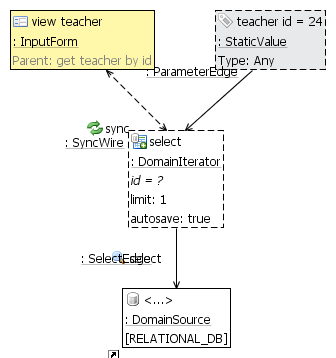 view teacher
: InputForm
Parent: get teacher by id
teacher id = 24
: StaticValue
Type: Any
: ParameterEdge
sync
: SyncWire
select
: DomainIterator
id = ?
limit: 1
autosave: true
: SelectEdge
select
<...>
: DomainSource
[RELATIONAL_DB]